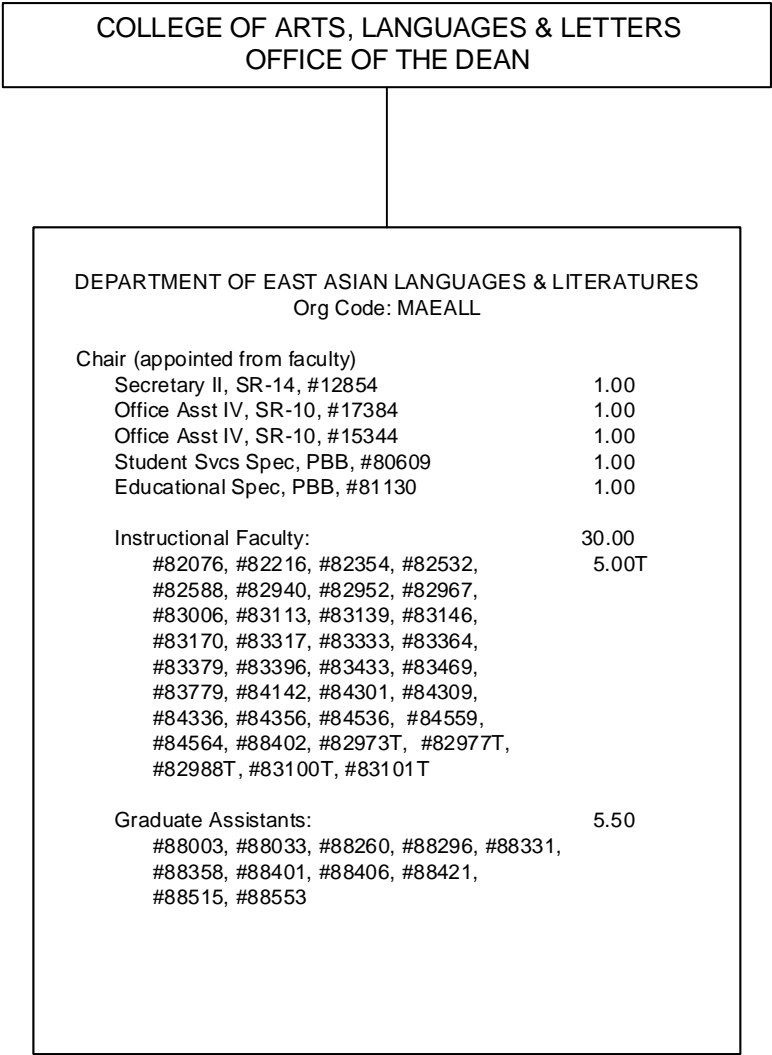 COLLEGE OF ARTS, LANGUAGES & LETTERS
OFFICE OF THE DEAN
DEPARTMENT OF EAST ASIAN LANGUAGES & LITERATURES
Org Code: MAEALL
Chair (appointed from faculty)
Secretary II, SR-14, #12854 1.00
Office Asst IV, SR-10, #17384 1.00
Office Asst IV, SR-10, #15344 1.00
Student Svcs Spec, PBB, #80609 1.00
Educational Spec, PBB, #81130 1.00
Instructional Faculty: 30.00
#82076, #82216, #82354, #82532, 5.00T
#82588, #82940, #82952, #82967,
#83006, #83113, #83139, #83146,
#83170, #83317, #83333, #83364,
#83379, #83396, #83433, #83469,
#83779, #84142, #84301, #84309,
#84336, #84356, #84536, #84559,
#84564, #88402, #82973T, #82977T,
#82988T, #83100T, #83101T
Graduate Assistants: 5.50
#88003, #88033, #88260, #88296, #88331,
#88358, #88401, #88406, #88421,
#88515, #88553